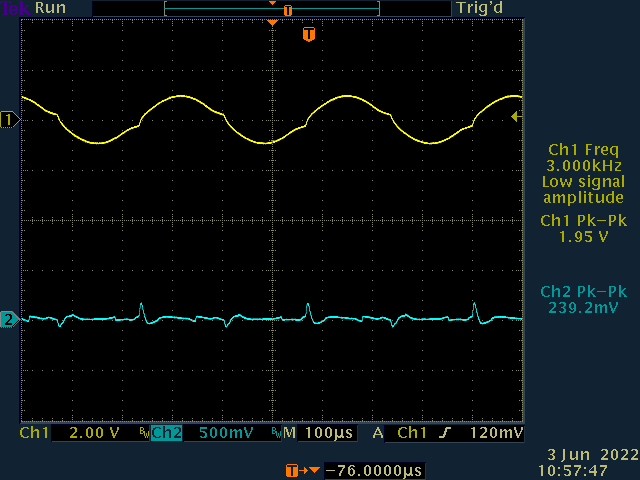 Tek Run Trig'd
T
T
1
Ch1 Freq
3.000kHz
Low signal
amplitude
Ch1 Pk-Pk
1.95 V
Ch2 Pk-Pk
239.2mV
2
Ch1 2.00 V BW Ch2 500mV BW M 100µs A Ch1 120mV
T -76.0000µs
3 Jun 2022
10:57:47